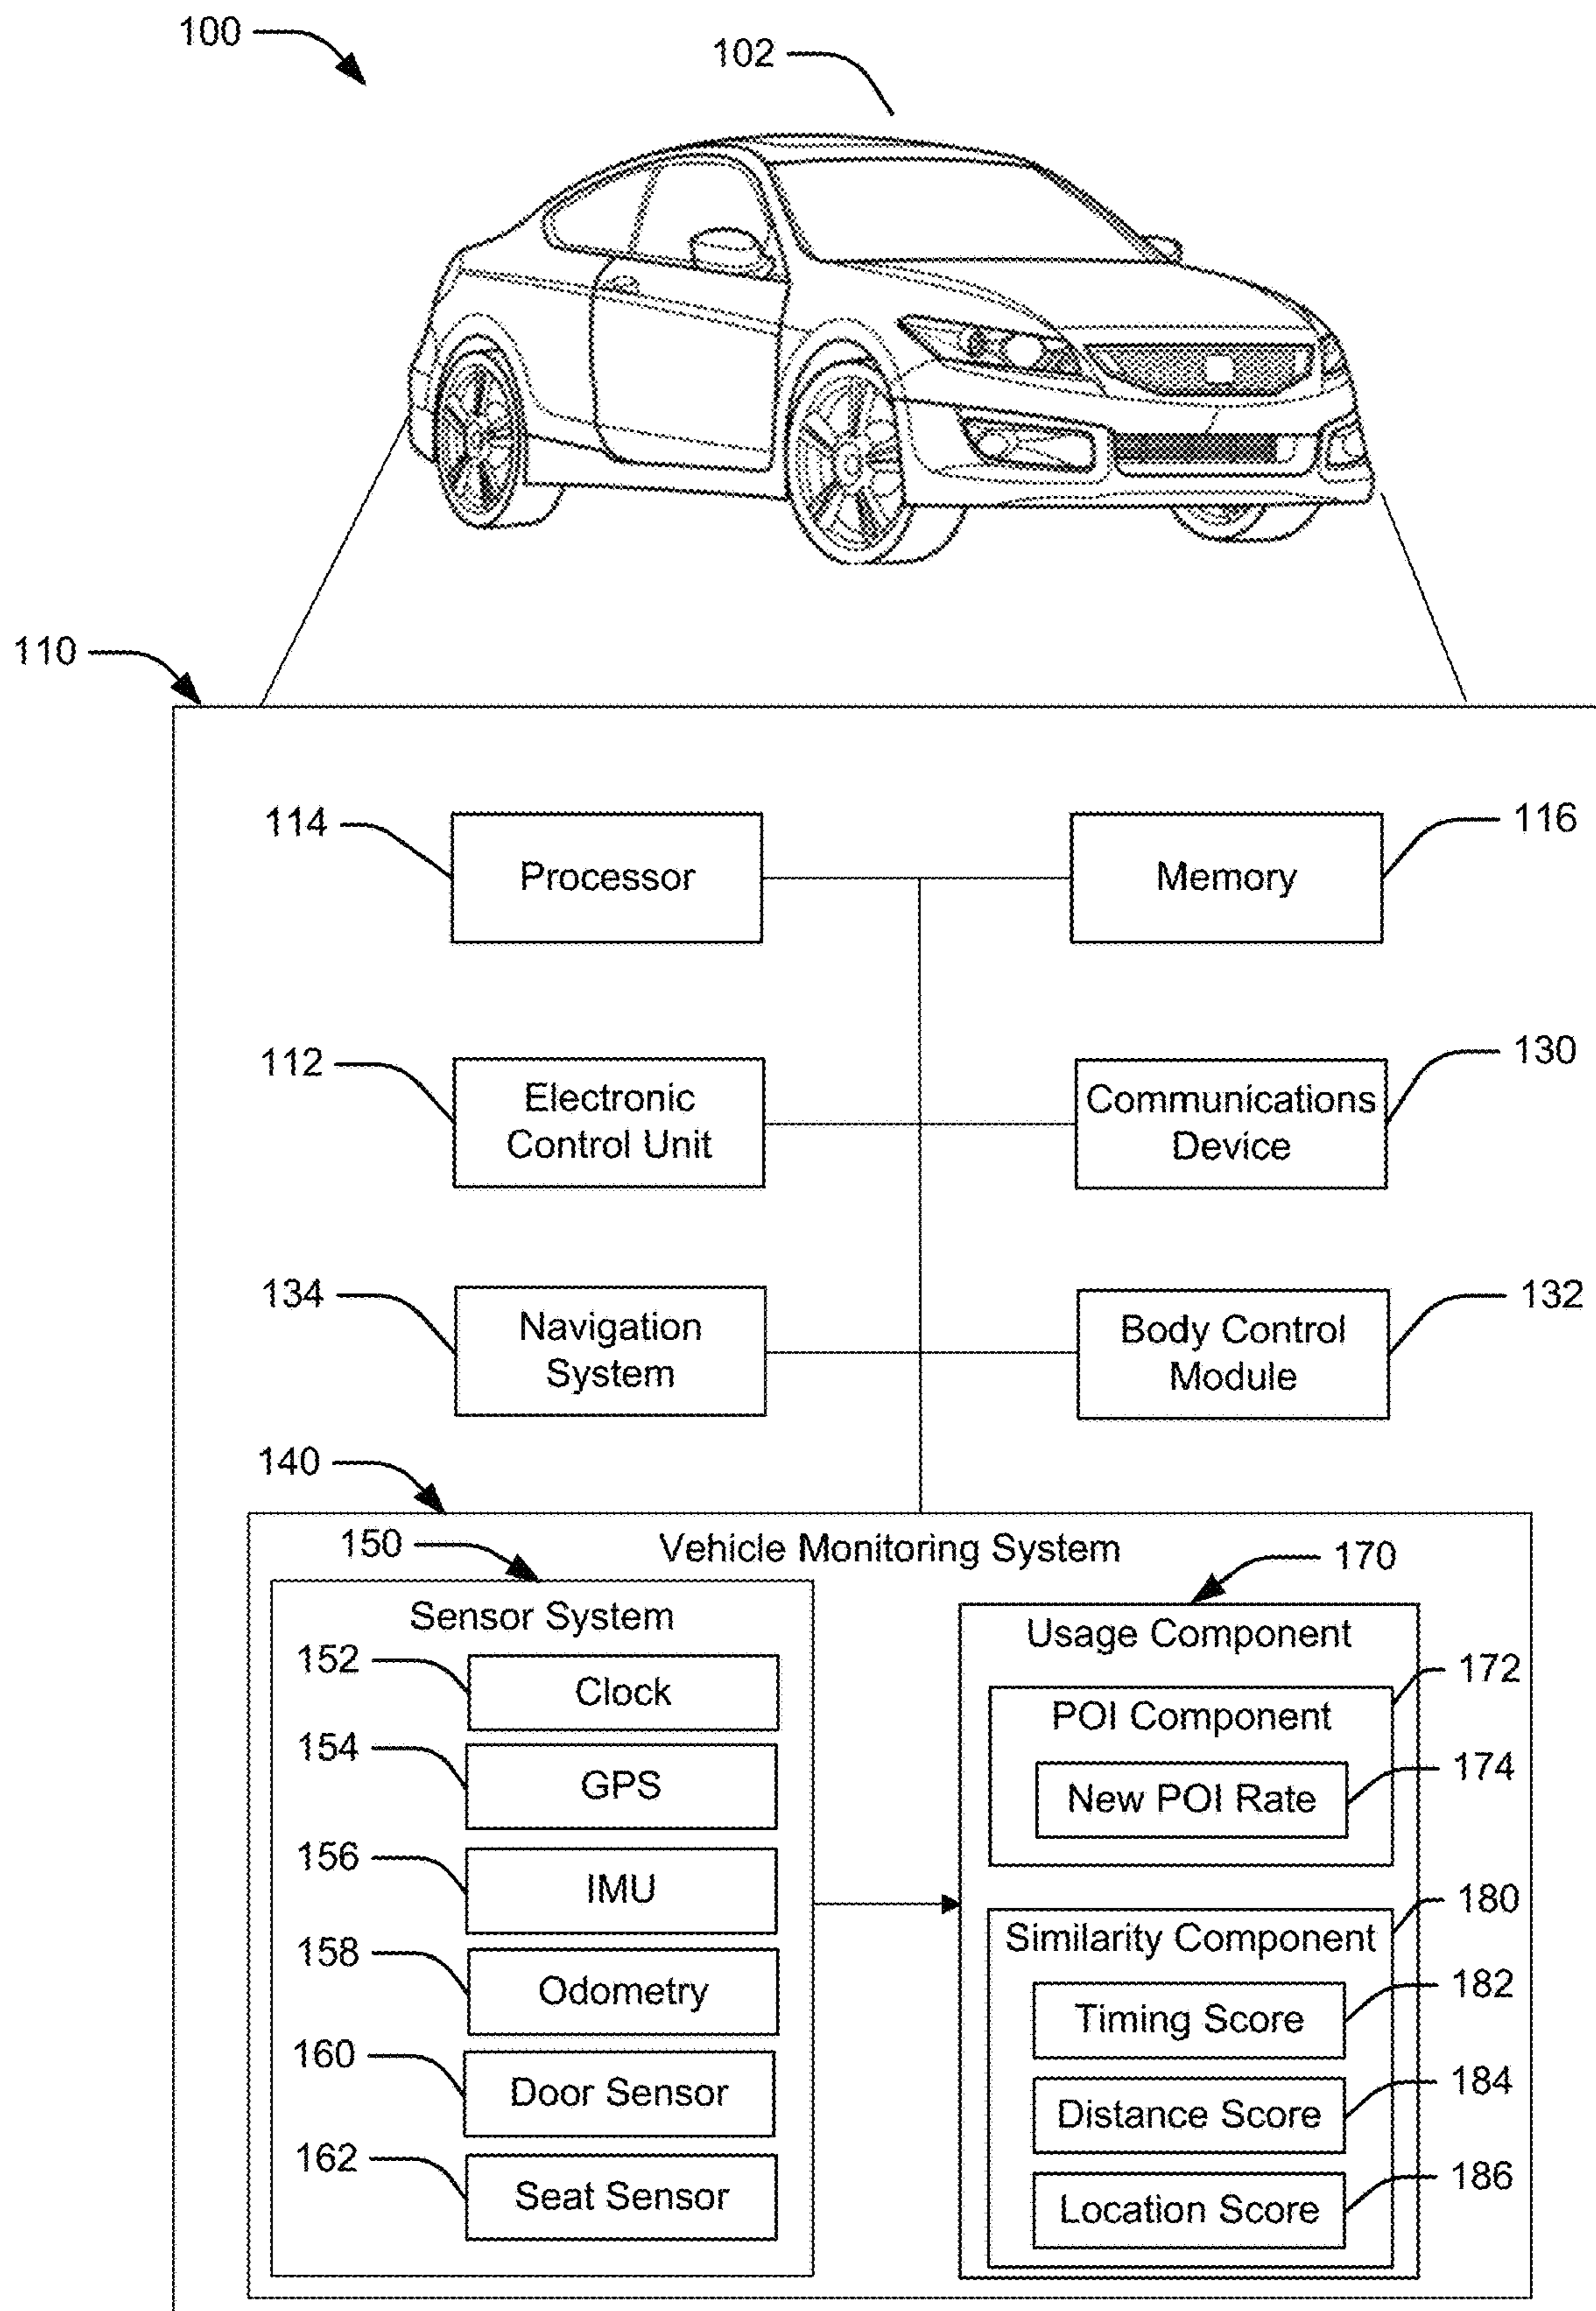 100
102
110
114
Processor
Memory
116
112
Electronic
Control Unit
Communications
Device
130
134
Navigation
System
Body Control
Module
132
140
Vehicle Monitoring System
150
Sensor System
152
Clock
154
GPS
156
IMU
158
Odometry
160
Door Sensor
162
Seat Sensor
170
Usage Component
172
POI Component
174
New POI Rate
180
Similarity Component
182
Timing Score
184
Distance Score
186
Location Score